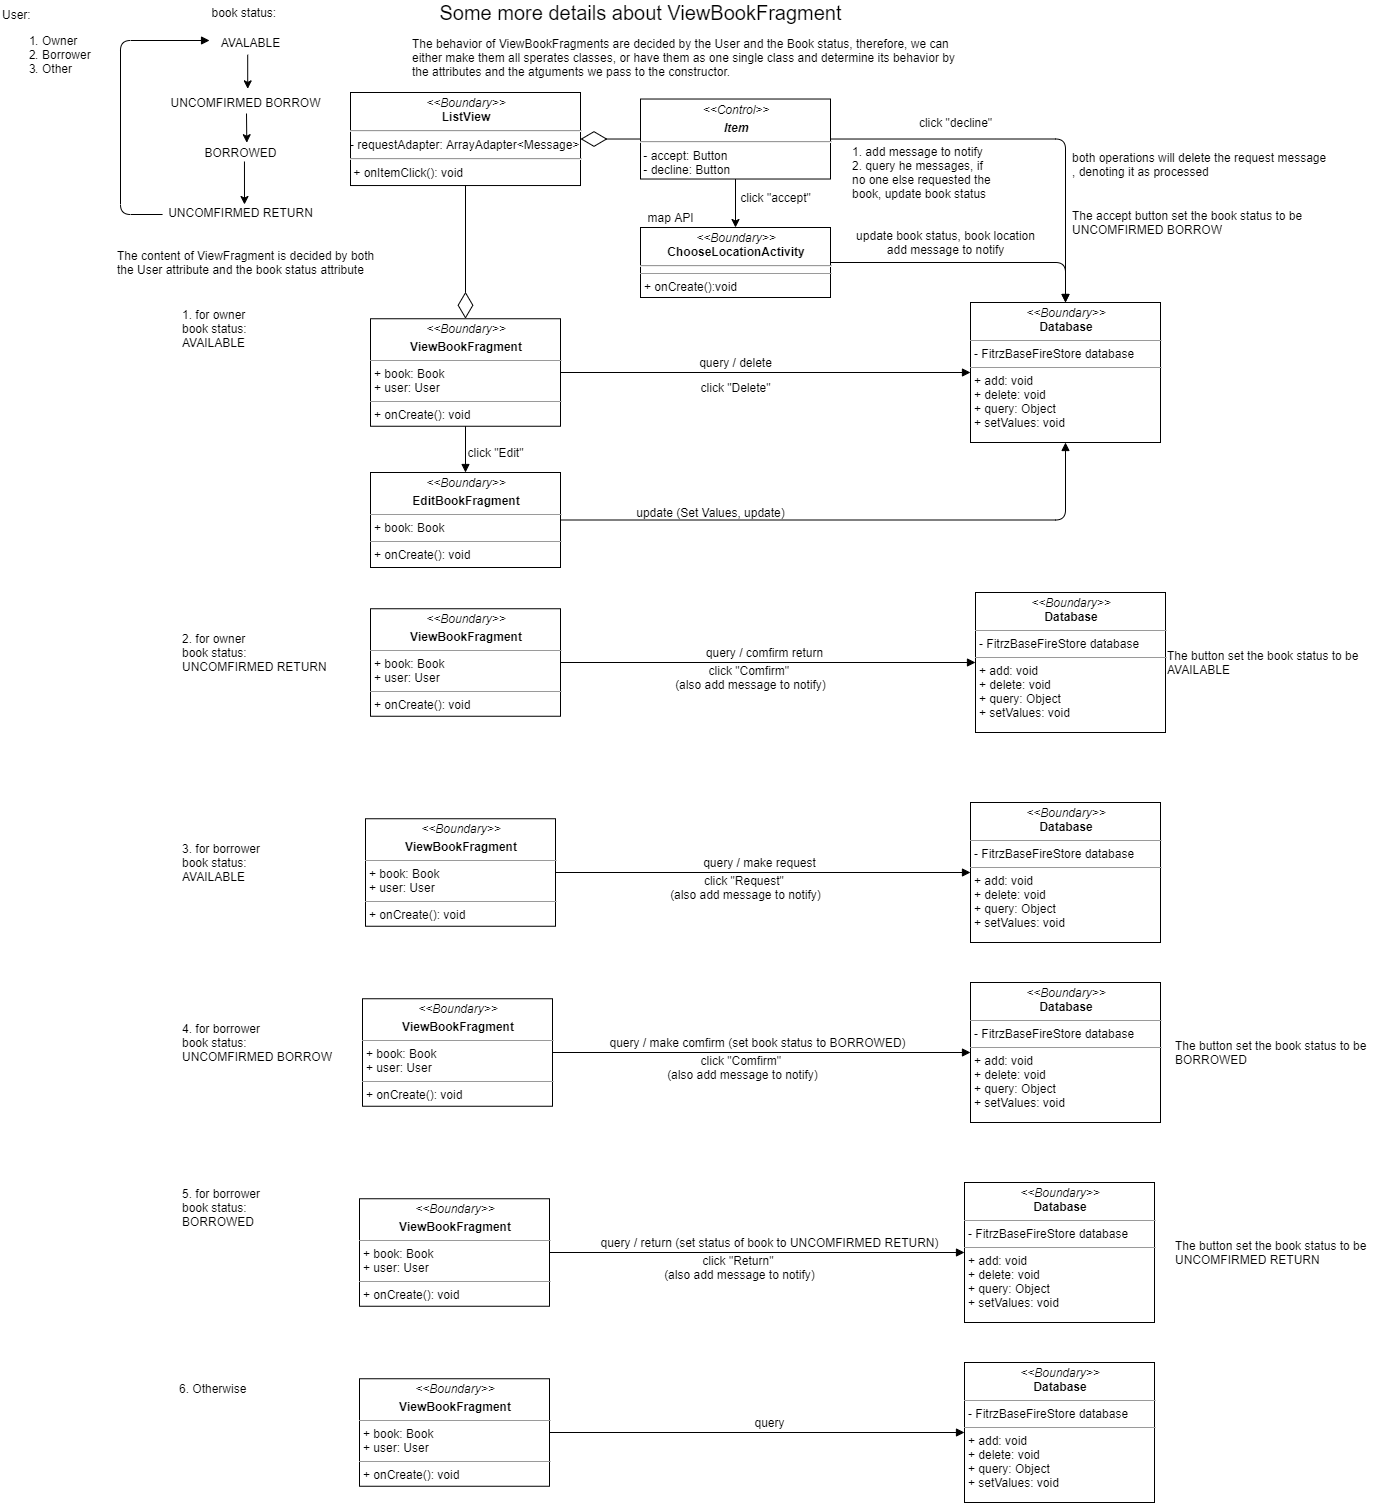 Some more details about ViewBookFragment
User:
1. Owner
2. Borrower
3. Other
book status:
AVALABLE
UNCOMFIRMED BORROW
BORROWED
UNCOMFIRMED RETURN
The behavior of ViewBookFragments are decided by the User and the Book status, therefore, we can
either make them all sperates classes, or have them as one single class and determine its behavior by
the attributes and the atguments we pass to the constructor.
The content of ViewFragment is decided by both
the User attribute and the book status attribute
<<Boundary>>
ListView
- requestAdapter: ArrayAdapter<Message>
+ onItemClick(): void
<<Control>>
Item
- accept: Button
- decline: Button
click "decline"
1. add message to notify
2. query he messages, if
no one else requested the
book, update book status
both operations will delete the request message
, denoting it as processed
The accept button set the book status to be
UNCOMFIRMED BORROW
click "accept"
map API
<<Boundary>>
ChooseLocationActivity
+ onCreate():void
update book status, book location
add message to notify
1. for owner
book status:
AVAILABLE
<<Boundary>>
ViewBookFragment
+ book: Book
+ user: User
+ onCreate(): void
query / delete
click "Delete"
<<Boundary>>
Database
- FitrzBaseFireStore database
+ add: void
+ delete: void
+ query: Object
+ setValues: void
click "Edit"
<<Boundary>>
EditBookFragment
+ book: Book
+ onCreate(): void
update (Set Values, update)
2. for owner
book status:
UNCOMFIRMED RETURN
<<Boundary>>
ViewBookFragment
+ book: Book
+ user: User
+ onCreate(): void
query / comfirm return
click "Comfirm"
(also add message to notify)
<<Boundary>>
Database
- FitrzBaseFireStore database
+ add: void
+ delete: void
+ query: Object
+ setValues: void
The button set the book status to be
AVAILABLE
3. for borrower
book status:
AVAILABLE
<<Boundary>>
ViewBookFragment
+ book: Book
+ user: User
+ onCreate(): void
query / make request
click "Request"
(also add message to notify)
<<Boundary>>
Database
- FitrzBaseFireStore database
+ add: void
+ delete: void
+ query: Object
+ setValues: void
4. for borrower
book status:
UNCOMFIRMED BORROW
<<Boundary>>
ViewBookFragment
+ book: Book
+ user: User
+ onCreate(): void
query / make comfirm (set book status to BORROWED)
click "Comfirm"
(also add message to notify)
<<Boundary>>
Database
- FitrzBaseFireStore database
+ add: void
+ delete: void
+ query: Object
+ setValues: void
The button set the book status to be
BORROWED
5. for borrower
book status:
BORROWED
<<Boundary>>
ViewBookFragment
+ book: Book
+ user: User
+ onCreate(): void
query / return (set status of book to UNCOMFIRMED RETURN)
click "Return"
(also add message to notify)
<<Boundary>>
Database
- FitrzBaseFireStore database
+ add: void
+ delete: void
+ query: Object
+ setValues: void
The button set the book status to be
UNCOMFIRMED RETURN
6. Otherwise
<<Boundary>>
ViewBookFragment
+ book: Book
+ user: User
+ onCreate(): void
query
<<Boundary>>
Database
- FitrzBaseFireStore database
+ add: void
+ delete: void
+ query: Object
+ setValues: void